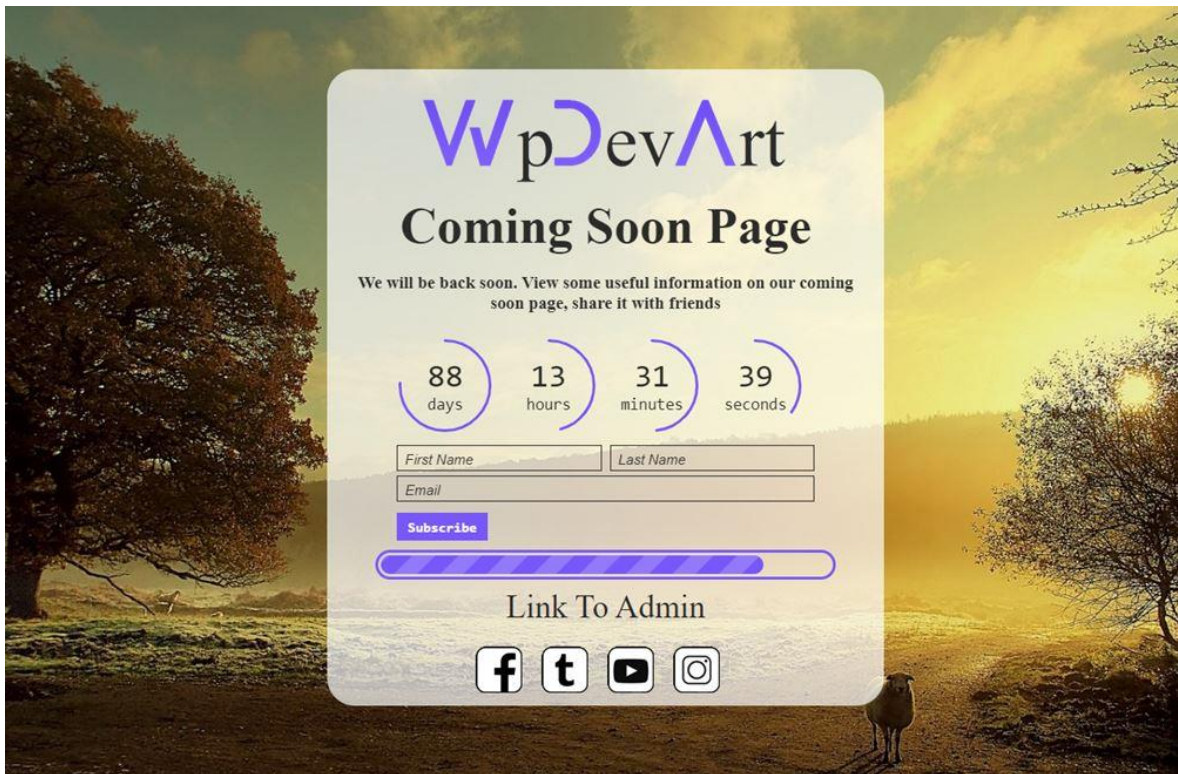 WpDevArt
Coming Soon Page
We will be back soon. View some useful information on our coming
soon page, share it with friends
88 13 31 39
days hours minutes seconds
First Name Last Name
Email
Subscribe
Link To Admin